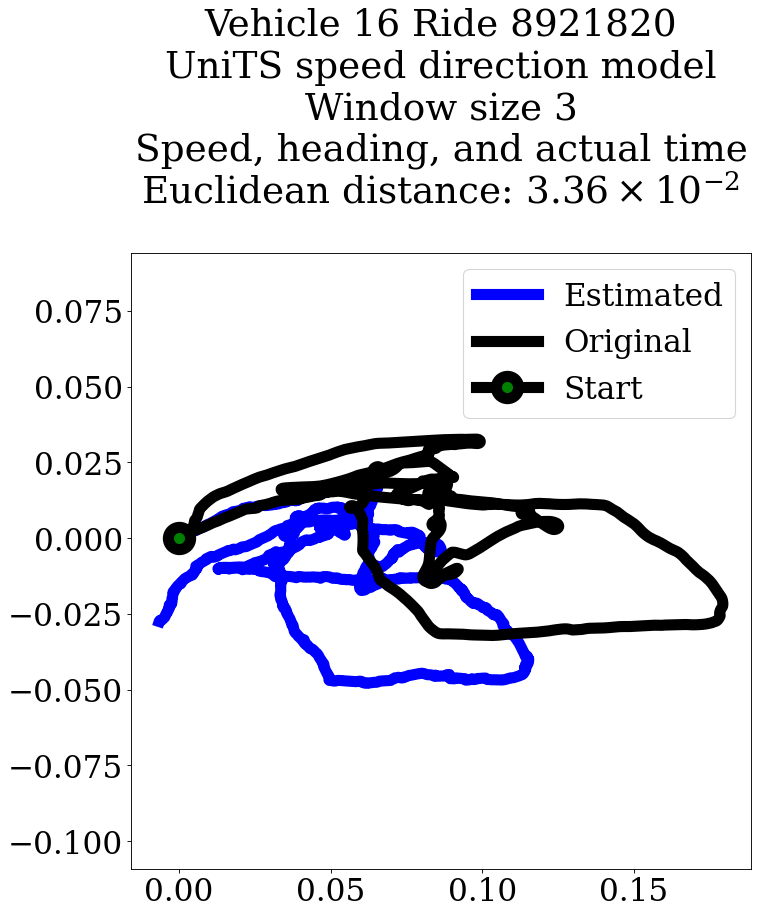 Vehicle 16 Ride 8921820
UniTS speed direction model
Window size 3
Speed, heading, and actual time
Euclidean distance: 3.36 × 10⁻²
Estimated
Original
Start
0.075
0.050
0.025
0.000
−0.025
−0.050
−0.075
−0.100
0.00 0.05 0.10 0.15